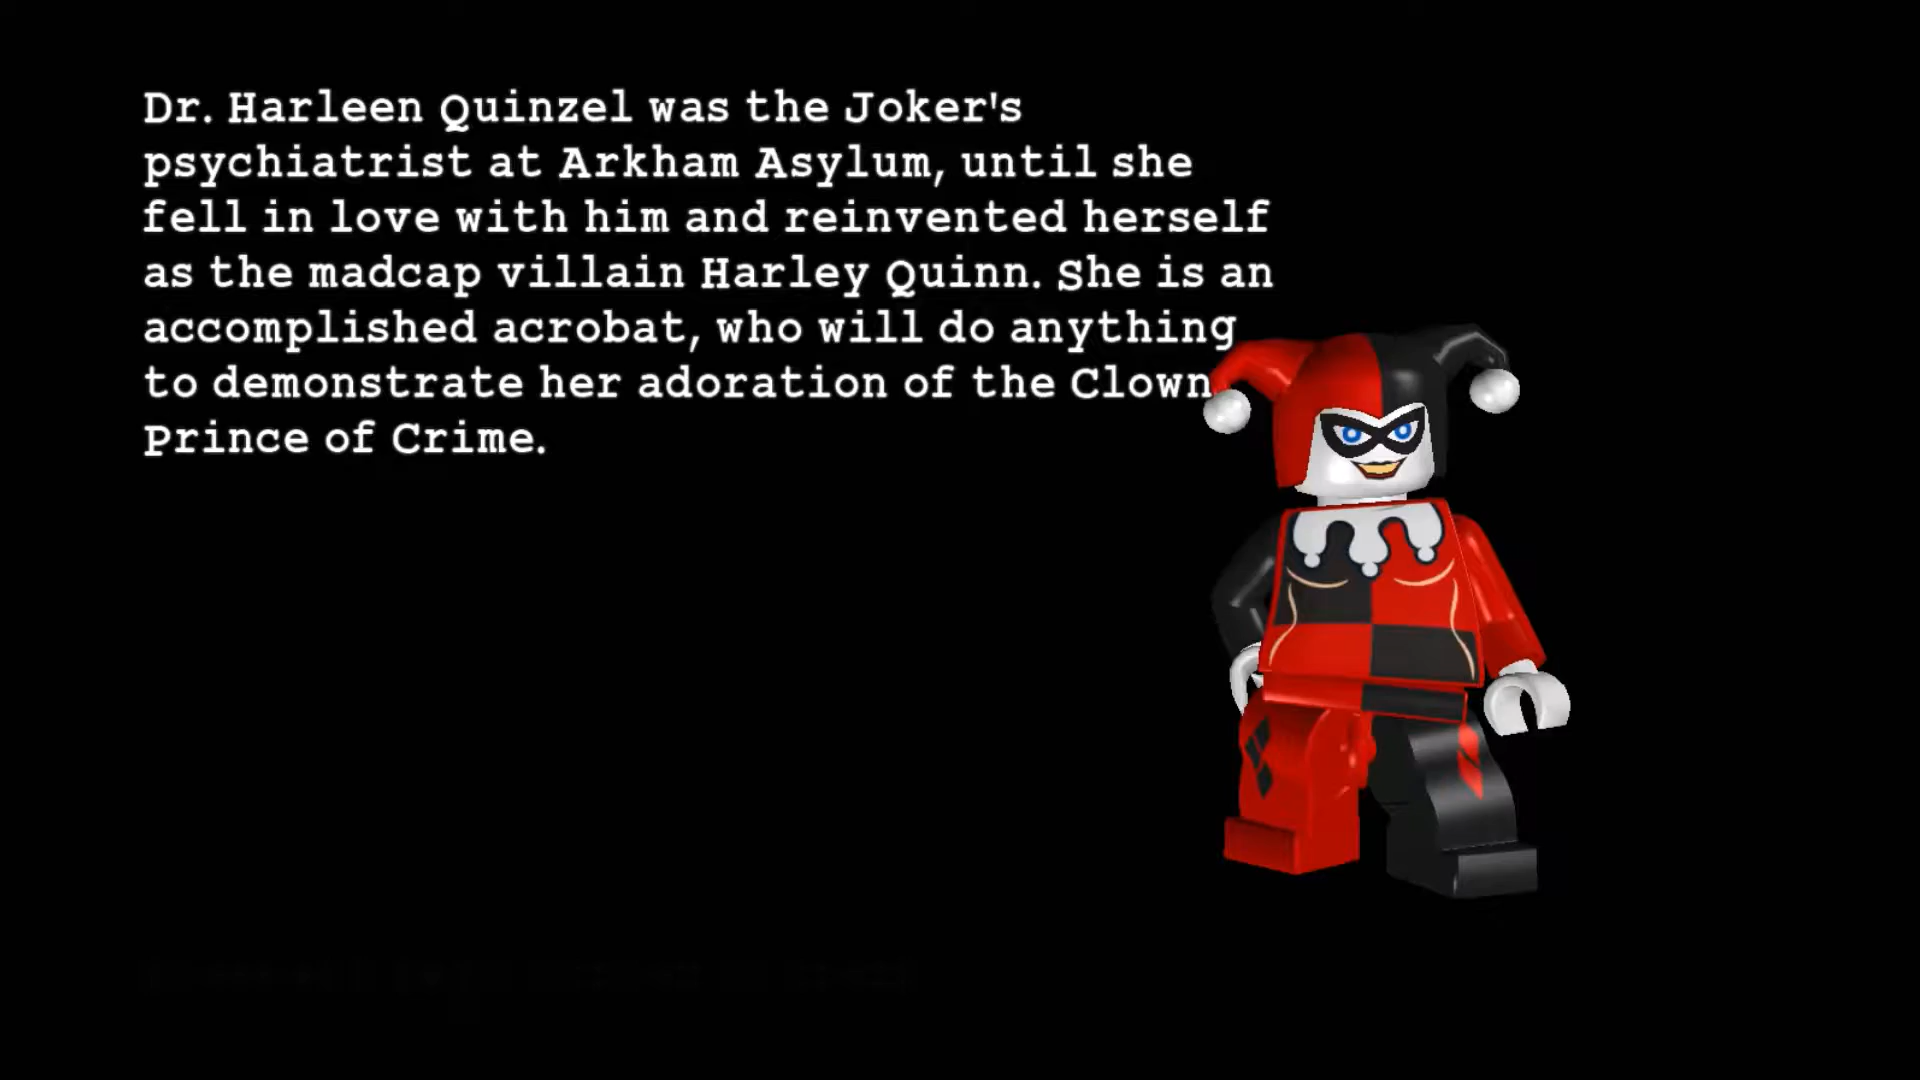 Dr. Harleen Quinzel was the Joker's
psychiatrist at Arkham Asylum, until she
fell in love with him and reinvented herself
as the madcap villain Harley Quinn. She is an
accomplished acrobat, who will do anything
to demonstrate her adoration of the Clown
Prince of Crime.